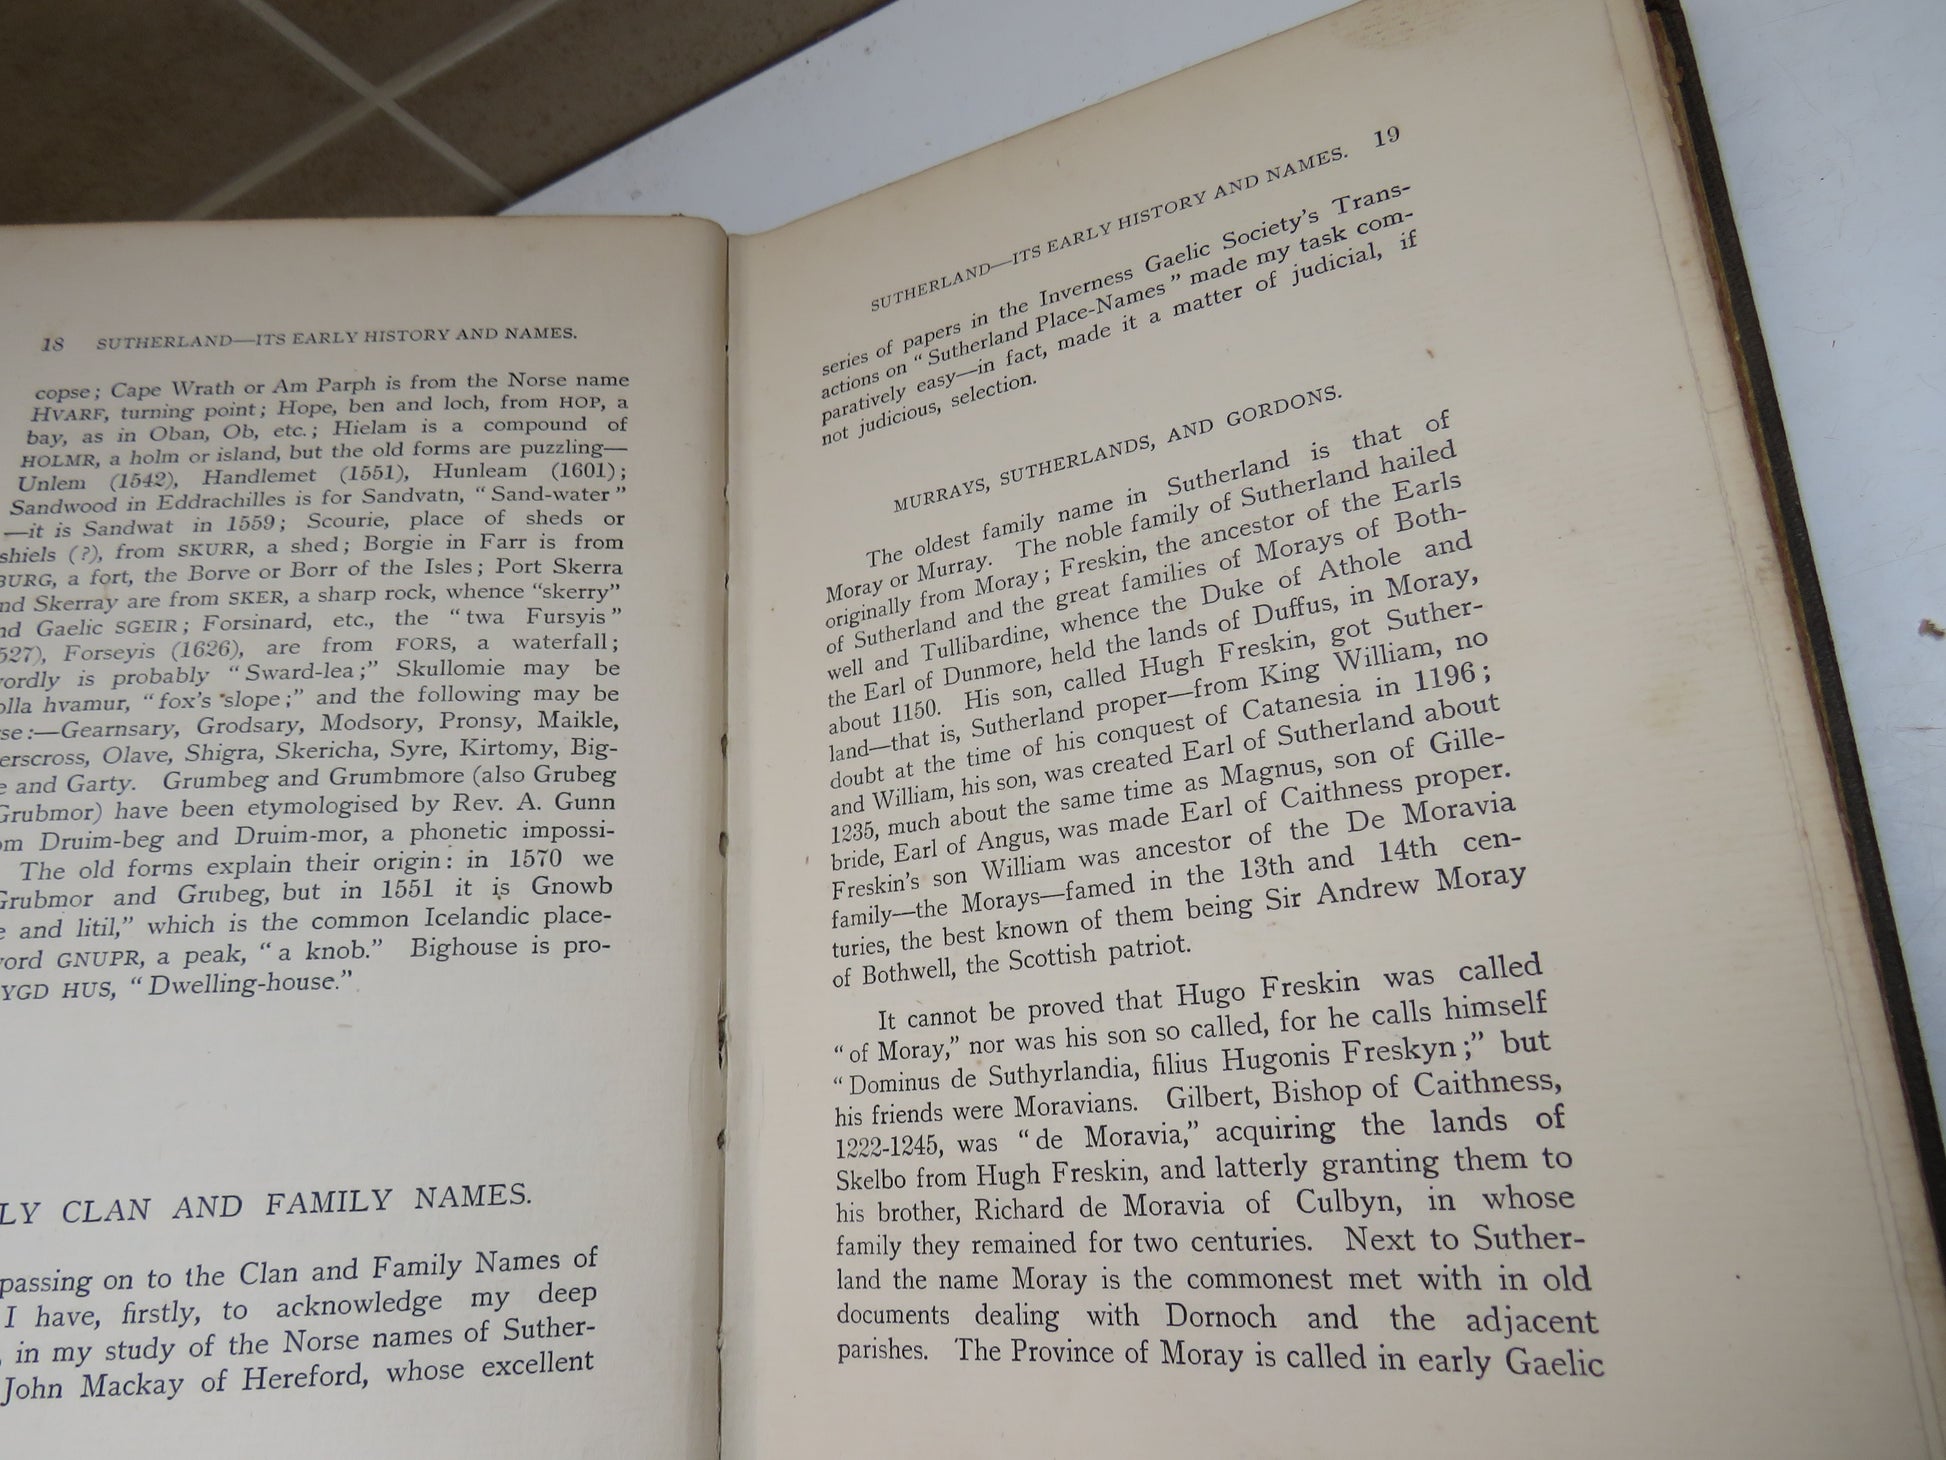 18 SUTHERLAND—ITS EARLY HISTORY AND NAMES.
copse; Cape Wrath or Am Parph is from the Norse name
HVARF, turning point; Hope, ben and loch, from HOP, a
bay, as in Oban, Ob, etc.; Hielam is a compound of
HOLMR, a holm or island, but the old forms are puzzling—
Unlem (1542), Handlemet (1551), Hunleam (1601);
Sandwood in Eddrachilles is for Sandvatn, “Sand-water”
—it is Sandwat in 1559; Scourie, place of sheds or
shiels (?), from SKURR, a shed; Borgie in Farr is from
BURG, a fort, the Borve or Borr of the Isles; Port Skerra
nd Skerray are from SKER, a sharp rock, whence “skerry”
nd Gaelic SGEIR; Forsinard, etc., the “twa Fursyis”
527), Forseyis (1626), are from FORS, a waterfall;
ordly is probably “Sward-lea;” Skullomie may be
olla hvamur, “fox’s slope;” and the following may be
se:—Gearnsary, Grodsary, Modsory, Pronsy, Maikle,
erscross, Olave, Shigra, Skericha, Syre, Kirtomy, Big-
e and Garty. Grumbeg and Grumbmore (also Grubeg
Grubmor) have been etymologised by Rev. A. Gunn
om Druim-beg and Druim-mor, a phonetic impossi-
The old forms explain their origin: in 1570 we
Grubmor and Grubeg, but in 1551 it is Gnowb
e and litil,” which is the common Icelandic place-
word GNUPR, a peak, “a knob.” Bighouse is pro-
YGD HUS, “Dwelling-house.”
LY CLAN AND FAMILY NAMES.
passing on to the Clan and Family Names of
I have, firstly, to acknowledge my deep
, in my study of the Norse names of Suther-
John Mackay of Hereford, whose excellent
SUTHERLAND—ITS EARLY HISTORY AND NAMES. 19
series of papers in the Inverness Gaelic Society’s Trans-
actions on “Sutherland Place-Names” made my task com-
paratively easy—in fact, made it a matter of judicial, if
not judicious, selection.
MURRAYS, SUTHERLANDS, AND GORDONS.
The oldest family name in Sutherland is that of
Moray or Murray. The noble family of Sutherland hailed
originally from Moray; Freskin, the ancestor of the Earls
of Sutherland and the great families of Morays of Both-
well and Tullibardine, whence the Duke of Athole and
the Earl of Dunmore, held the lands of Duffus, in Moray,
about 1150. His son, called Hugh Freskin, got Suther-
land—that is, Sutherland proper—from King William, no
doubt at the time of his conquest of Catanesia in 1196;
and William, his son, was created Earl of Sutherland about
1235, much about the same time as Magnus, son of Gille-
bride, Earl of Angus, was made Earl of Caithness proper.
Freskin’s son William was ancestor of the De Moravia
family—the Morays—famed in the 13th and 14th cen-
turies, the best known of them being Sir Andrew Moray
of Bothwell, the Scottish patriot.
It cannot be proved that Hugo Freskin was called
“of Moray,” nor was his son so called, for he calls himself
“Dominus de Suthyrlandia, filius Hugonis Freskyn;” but
his friends were Moravians. Gilbert, Bishop of Caithness,
1222-1245, was “de Moravia,” acquiring the lands of
Skelbo from Hugh Freskin, and latterly granting them to
his brother, Richard de Moravia of Culbyn, in whose
family they remained for two centuries. Next to Suther-
land the name Moray is the commonest met with in old
documents dealing with Dornoch and the adjacent
parishes. The Province of Moray is called in early Gaelic